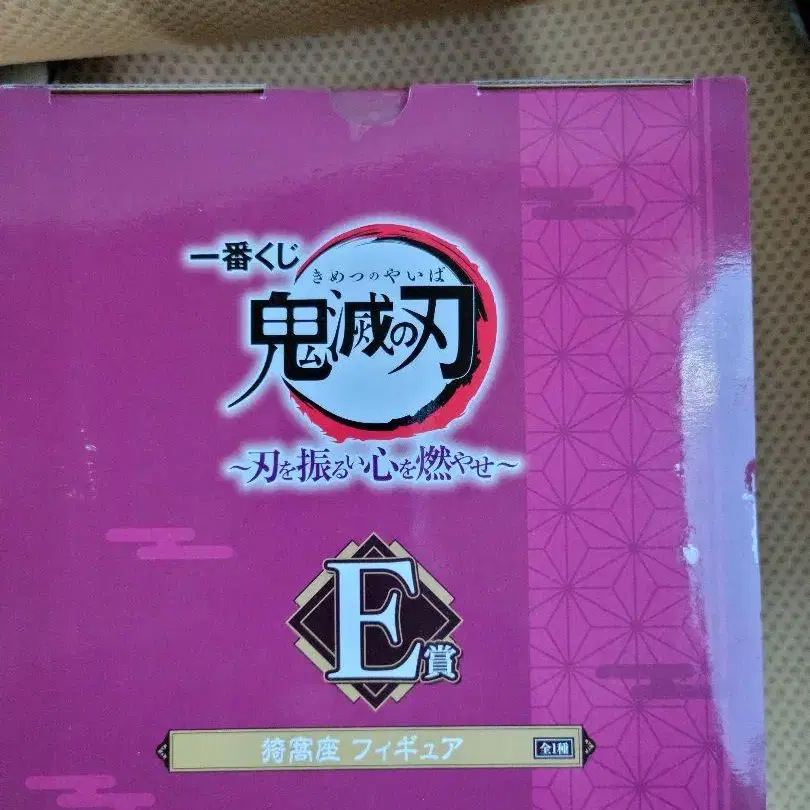 一番くじ
きめつのやいば
鬼滅の刃
～刃を振るい心を燃やせ～
E賞
猗窩座 フィギュア 全1種